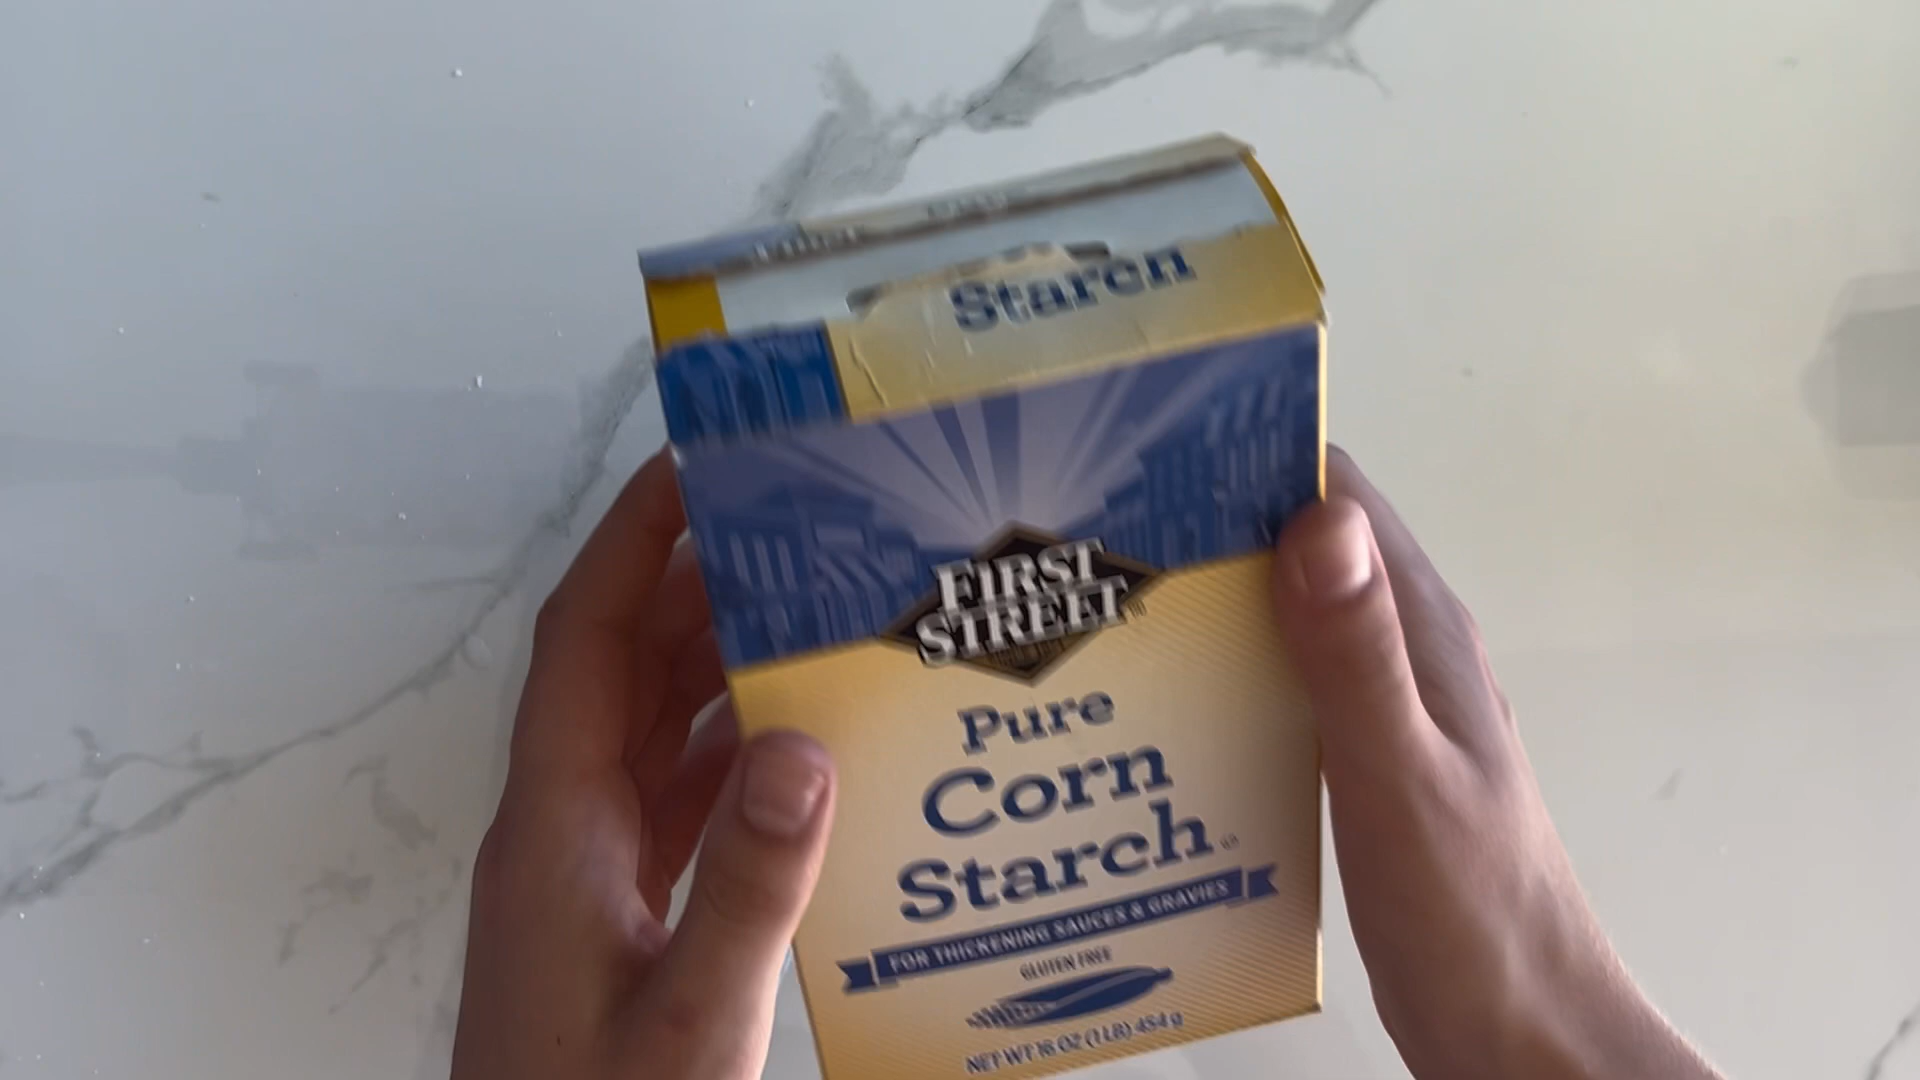 Starch
FIRST
STREET
Pure
Corn
Starch
FOR THICKENING SAUCES & GRAVIES
GLUTEN FREE
NET WT 16 OZ (1 LB) 454 g